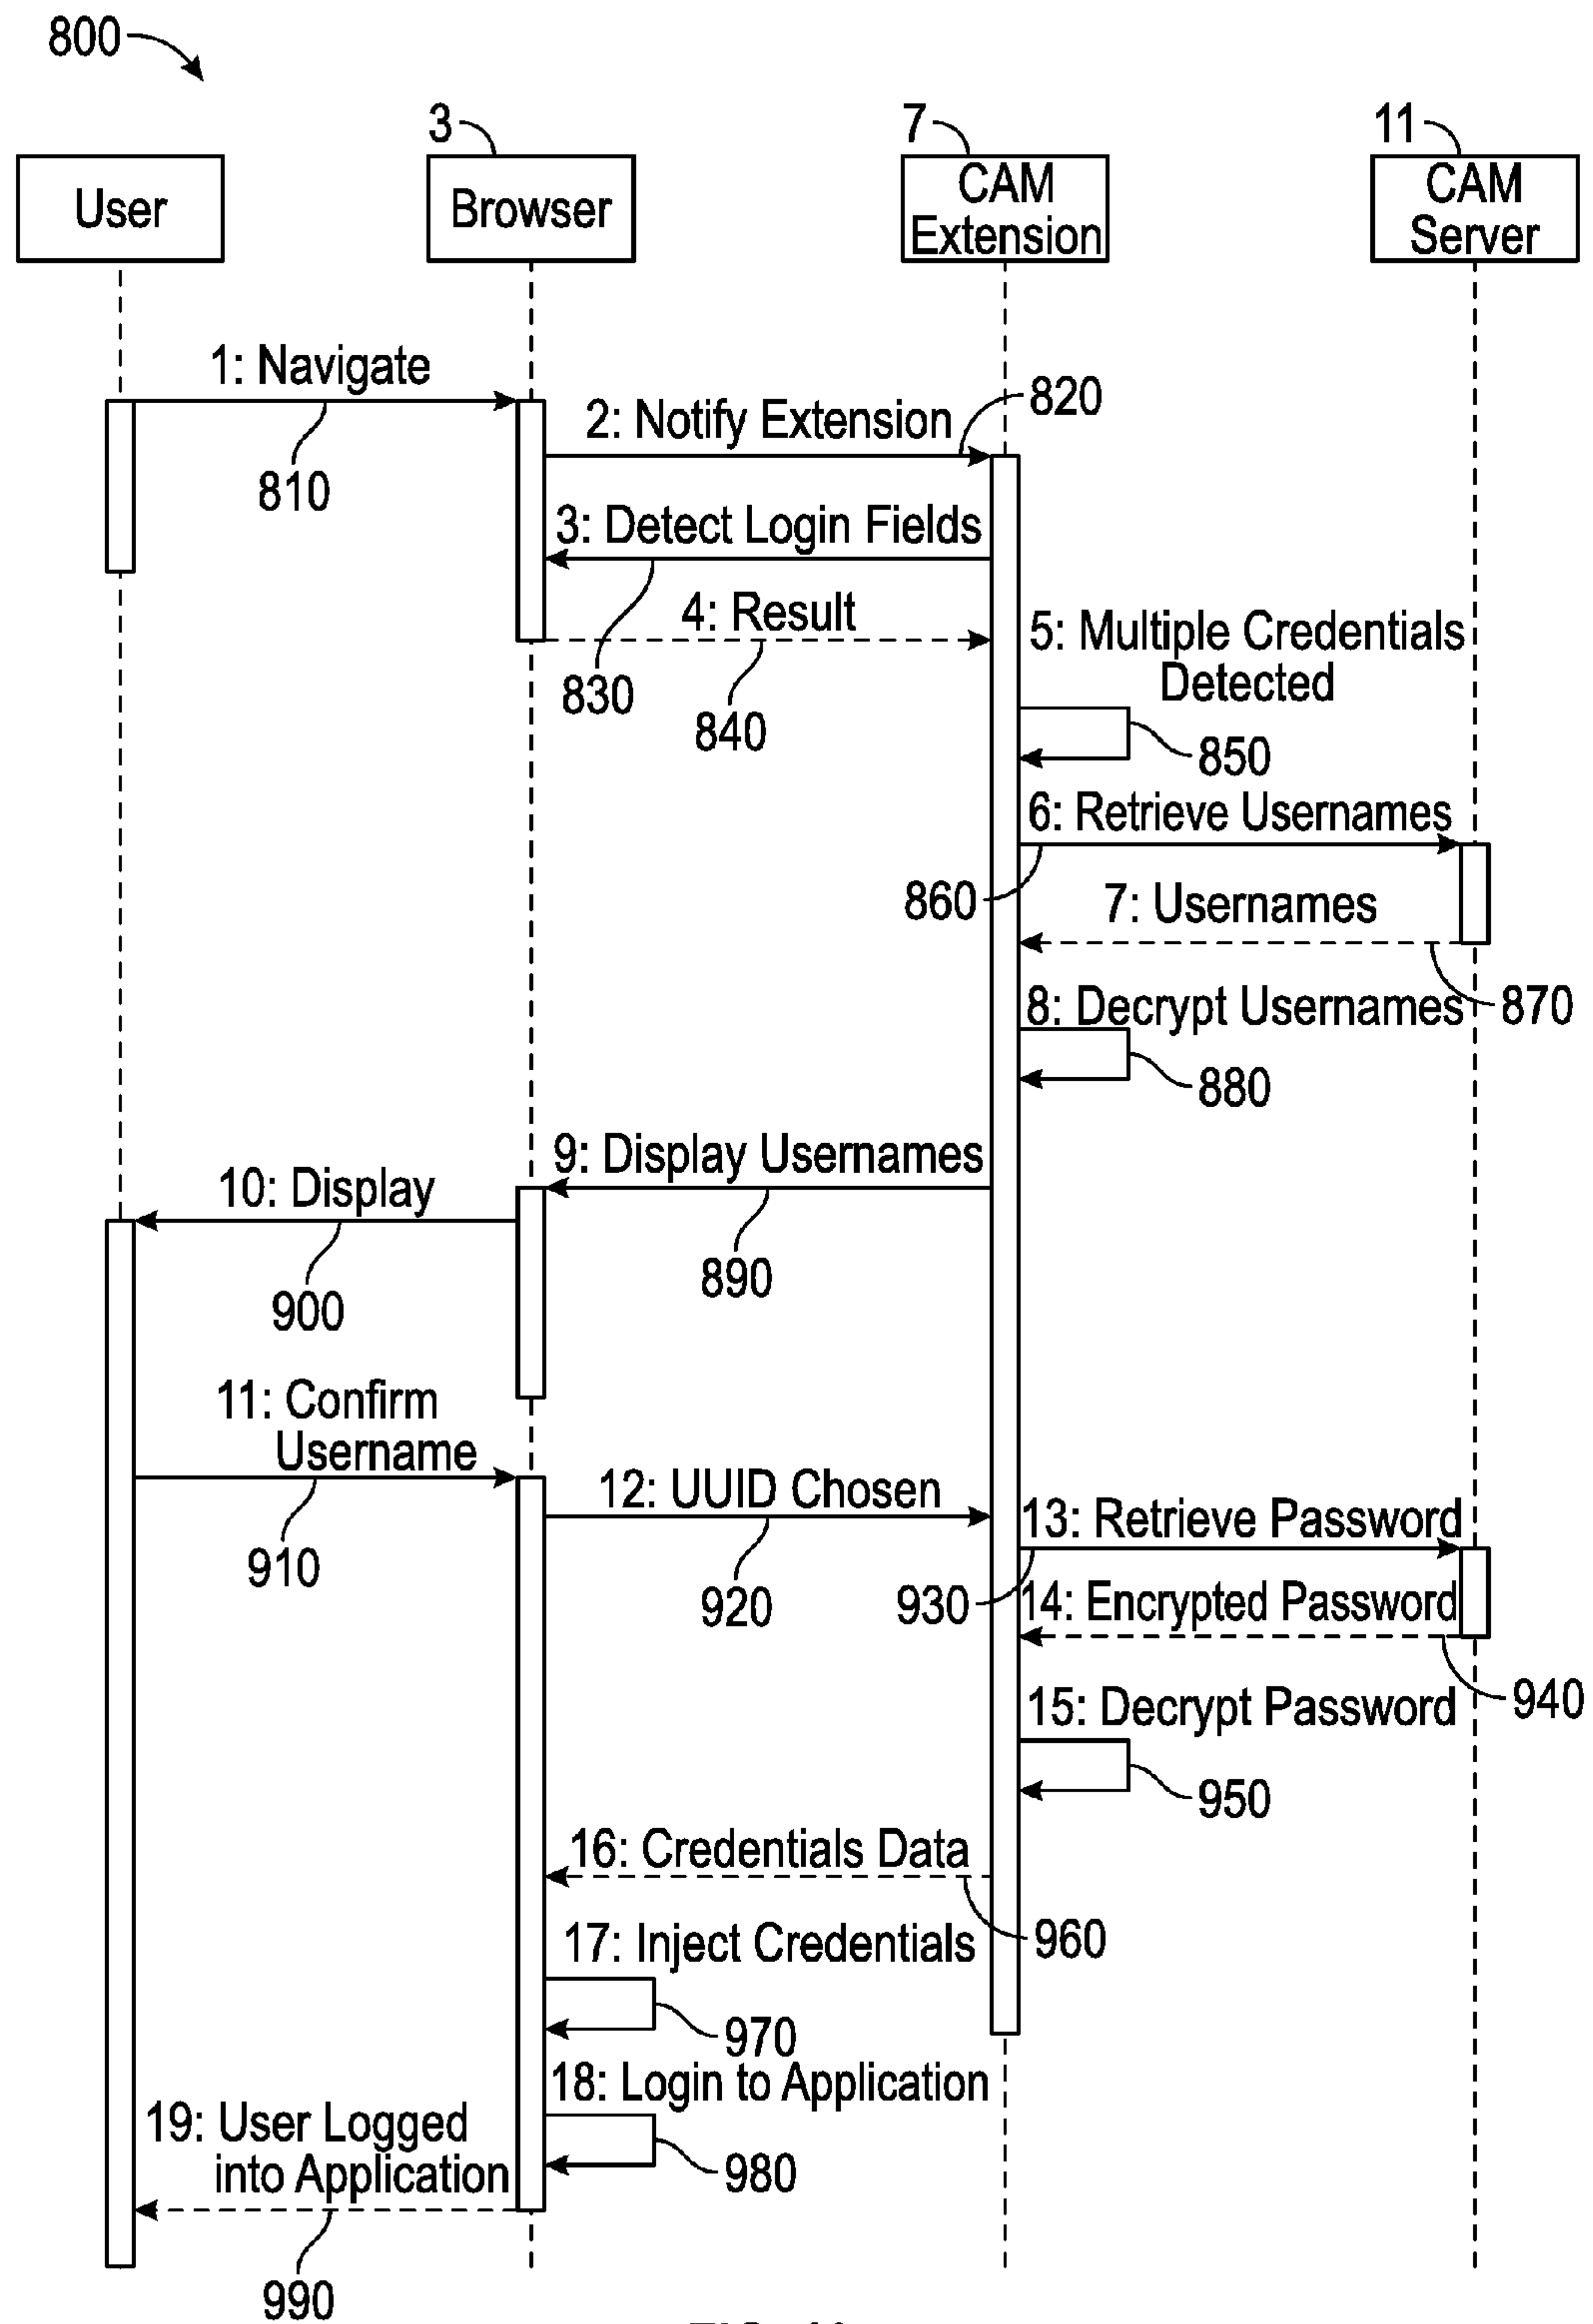 800
3
7
11
User
Browser
CAM
Extension
CAM
Server
1: Navigate
810
2: Notify Extension
820
3: Detect Login Fields
830
4: Result
840
5: Multiple Credentials
Detected
850
6: Retrieve Usernames
860
7: Usernames
870
8: Decrypt Usernames
880
9: Display Usernames
890
10: Display
900
11: Confirm
Username
910
12: UUID Chosen
920
13: Retrieve Password
930
14: Encrypted Password
940
15: Decrypt Password
950
16: Credentials Data
960
17: Inject Credentials
970
18: Login to Application
980
19: User Logged
into Application
990